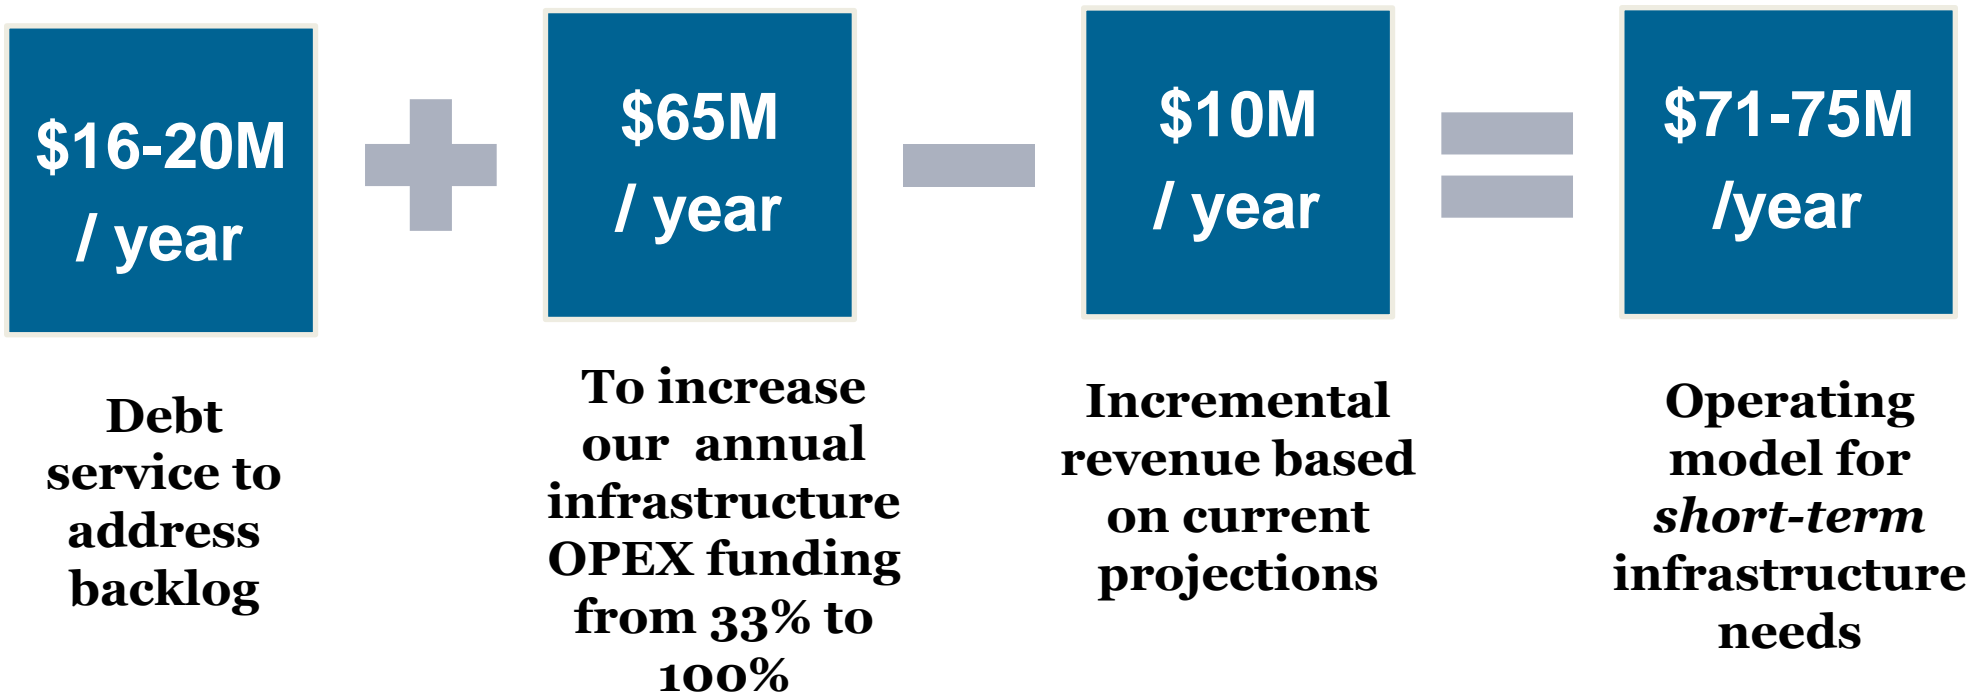 $16-20M
/ year
Debt
service to
address
backlog
$65M
/ year
To increase
our annual
infrastructure
OPEX funding
from 33% to
100%
$10M
/ year
Incremental
revenue based
on current
projections
$71-75M
/year
Operating
model for
short-term
infrastructure
needs